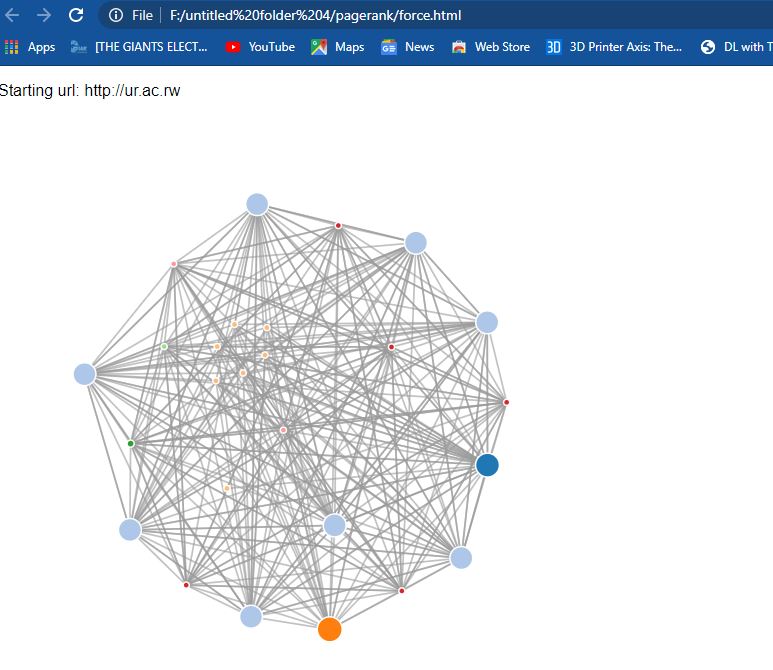 File F:/untitled%20folder%204/pagerank/force.html
Apps [THE GIANTS ELECT... YouTube Maps News Web Store 3D 3D Printer Axis: The... DL with T
Starting url: http://ur.ac.rw